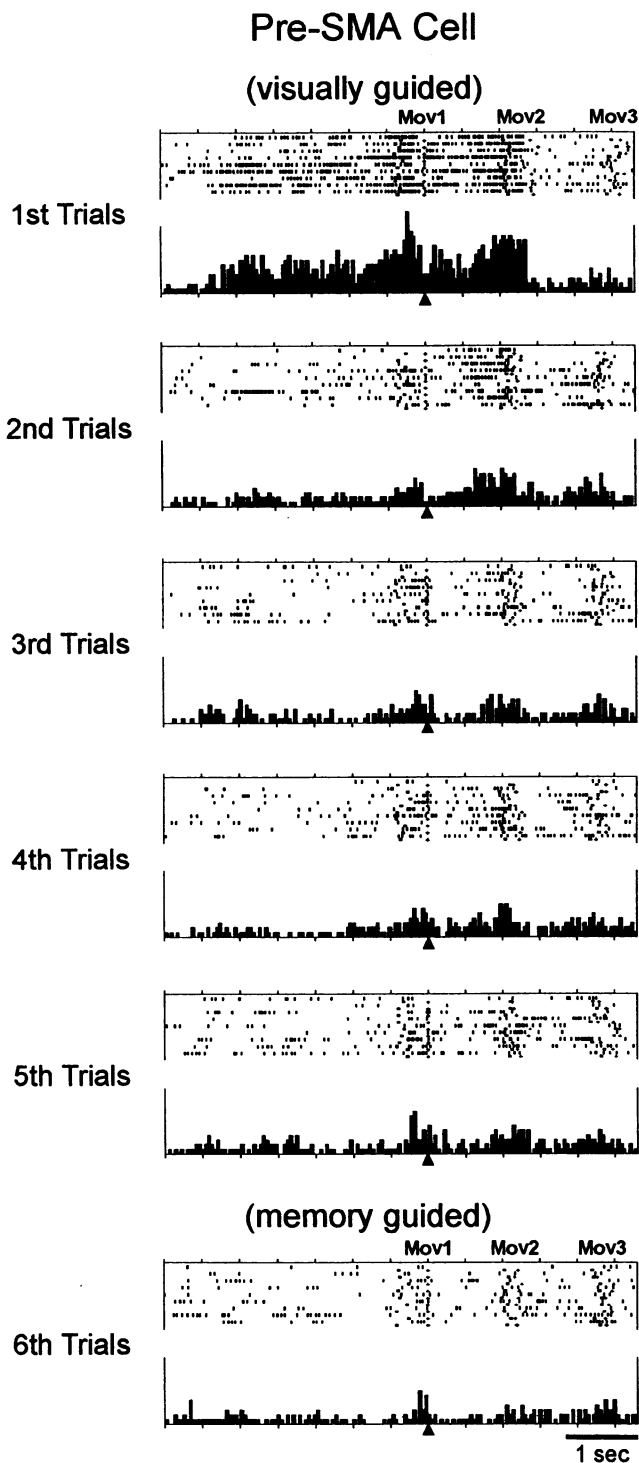 Pre-SMA Cell
(visually guided)
Mov1 Mov2 Mov3
1st Trials
2nd Trials
3rd Trials
4th Trials
5th Trials
(memory guided)
Mov1 Mov2 Mov3
6th Trials
1 sec